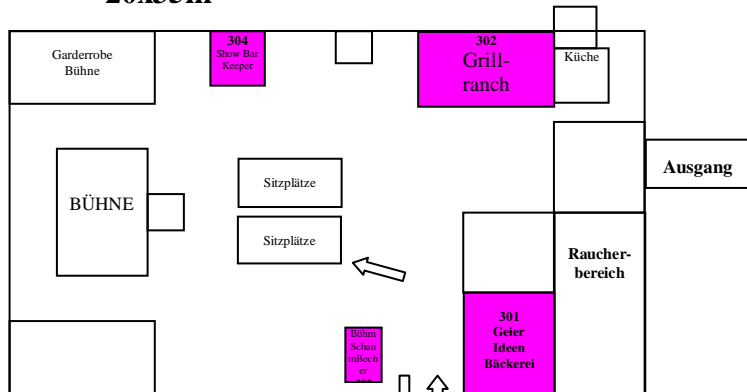 304
Show Bar
Keeper
302
Grill-
ranch
Garderrobe
Bühne
Küche
Ausgang
Sitzplätze
BÜHNE
Sitzplätze
Raucher-
bereich
301
Geier
Ideen
Bäckerei
Böhm
Schau
mBech
er